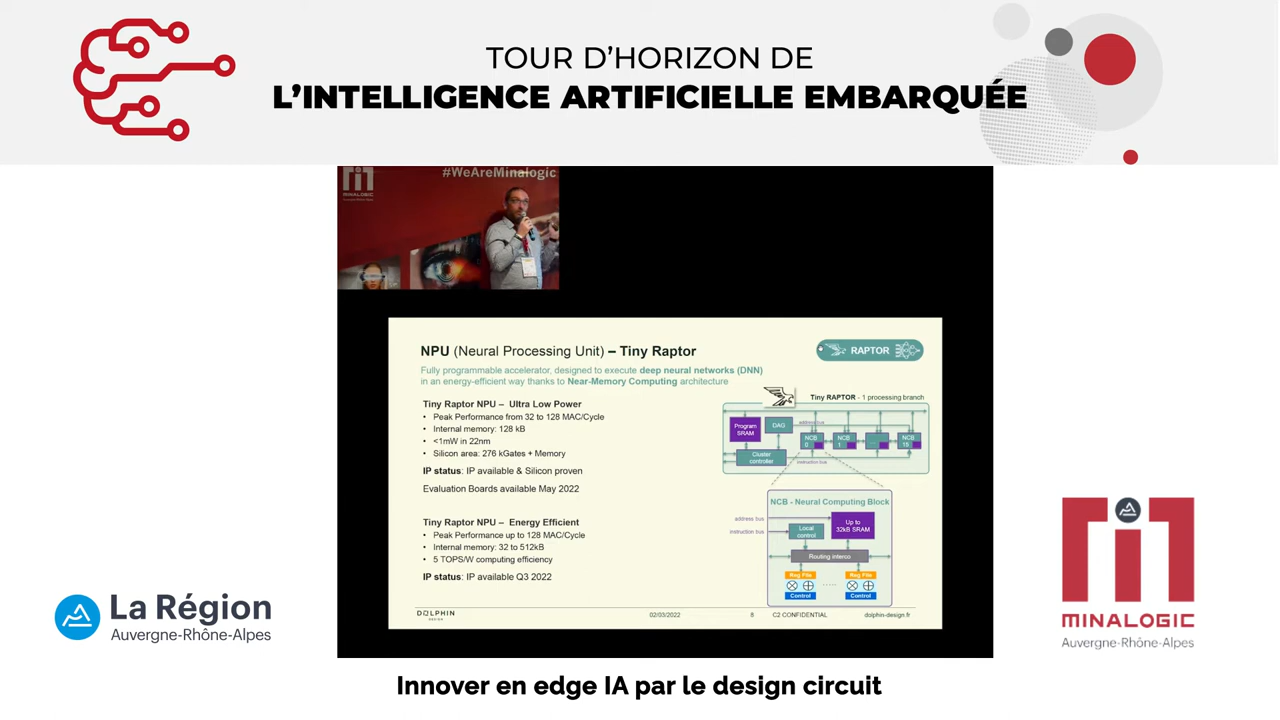 TOUR D'HORIZON DE
L'INTELLIGENCE ARTIFICIELLE EMBARQUÉE
MINALOGIC
#WeAreMinalogic
NPU (Neural Processing Unit) – Tiny Raptor
RAPTOR
Fully programmable accelerator, designed to execute deep neural networks (DNN)
in an energy-efficient way thanks to Near-Memory Computing architecture
Tiny Raptor NPU – Ultra Low Power
• Peak Performance from 32 to 128 MAC/Cycle
• Internal memory: 128 kB
• <1mW in 22nm
• Silicon area: 276 kGates + Memory
IP status: IP available & Silicon proven
Evaluation Boards available May 2022
Tiny Raptor NPU – Energy Efficient
• Peak Performance up to 128 MAC/Cycle
• Internal memory: 32 to 512kB
• 5 TOPS/W computing efficiency
IP status: IP available Q3 2022
Tiny RAPTOR - 1 processing branch
Program
SRAM
DAG
address bus
NCB
0
NCB
1
...
NCB
15
Cluster
controller
instruction bus
NCB - Neural Computing Block
address bus
instruction bus
Local
control
Up to
32kB SRAM
Routing interco
Reg File
Reg File
.....
Control
Control
DOLPHIN
DESIGN
02/03/2022
8
C2 CONFIDENTIAL
dolphin-design.fr
La Région
Auvergne-Rhône-Alpes
MINALOGIC
Auvergne-Rhône-Alpes
Innover en edge IA par le design circuit